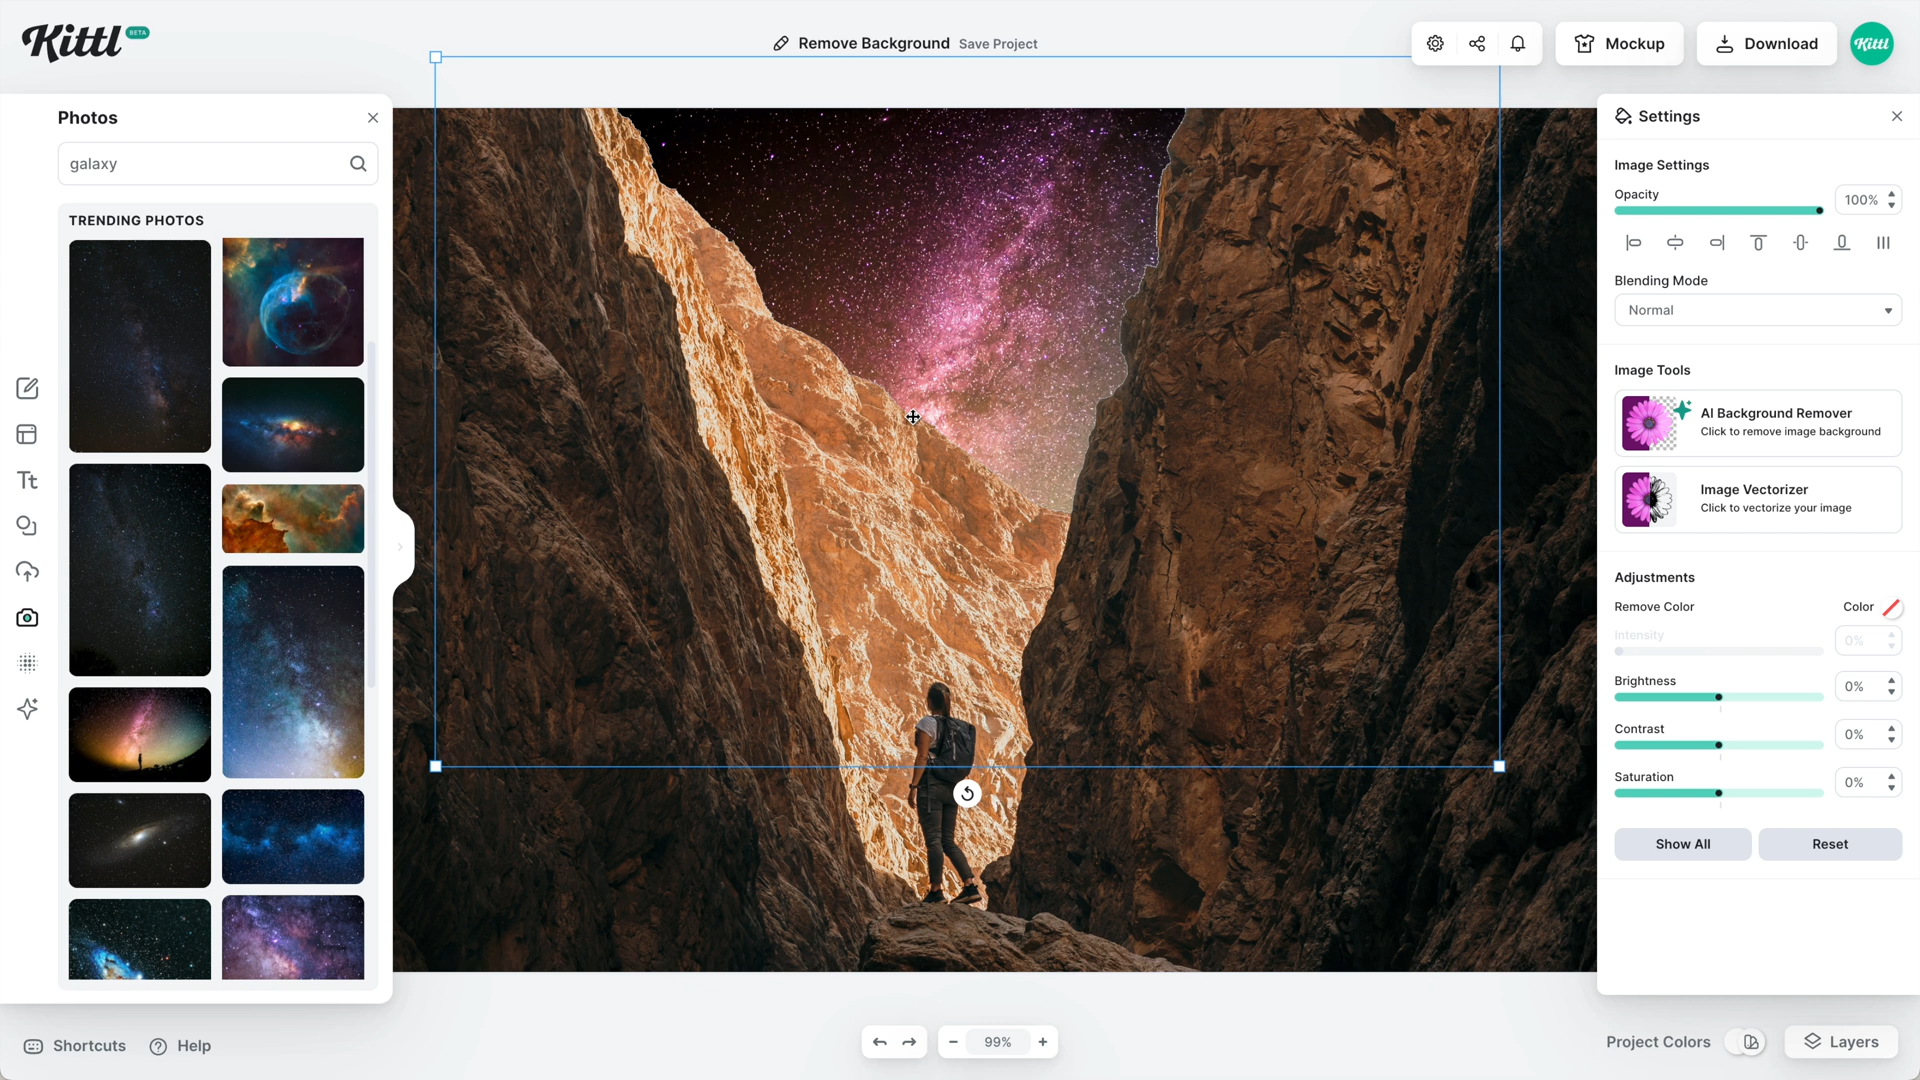 Kittl BETA
Remove Background Save Project
Mockup
Download
Kittl
Photos
galaxy
TRENDING PHOTOS
Settings
Image Settings
Opacity
100%
Blending Mode
Normal
Image Tools
AI Background Remover
Click to remove image background
Image Vectorizer
Click to vectorize your image
Adjustments
Remove Color Color
Intensity
0%
Brightness
0%
Contrast
0%
Saturation
0%
Show All Reset
Tt
Shortcuts Help
99%
Project Colors
Layers